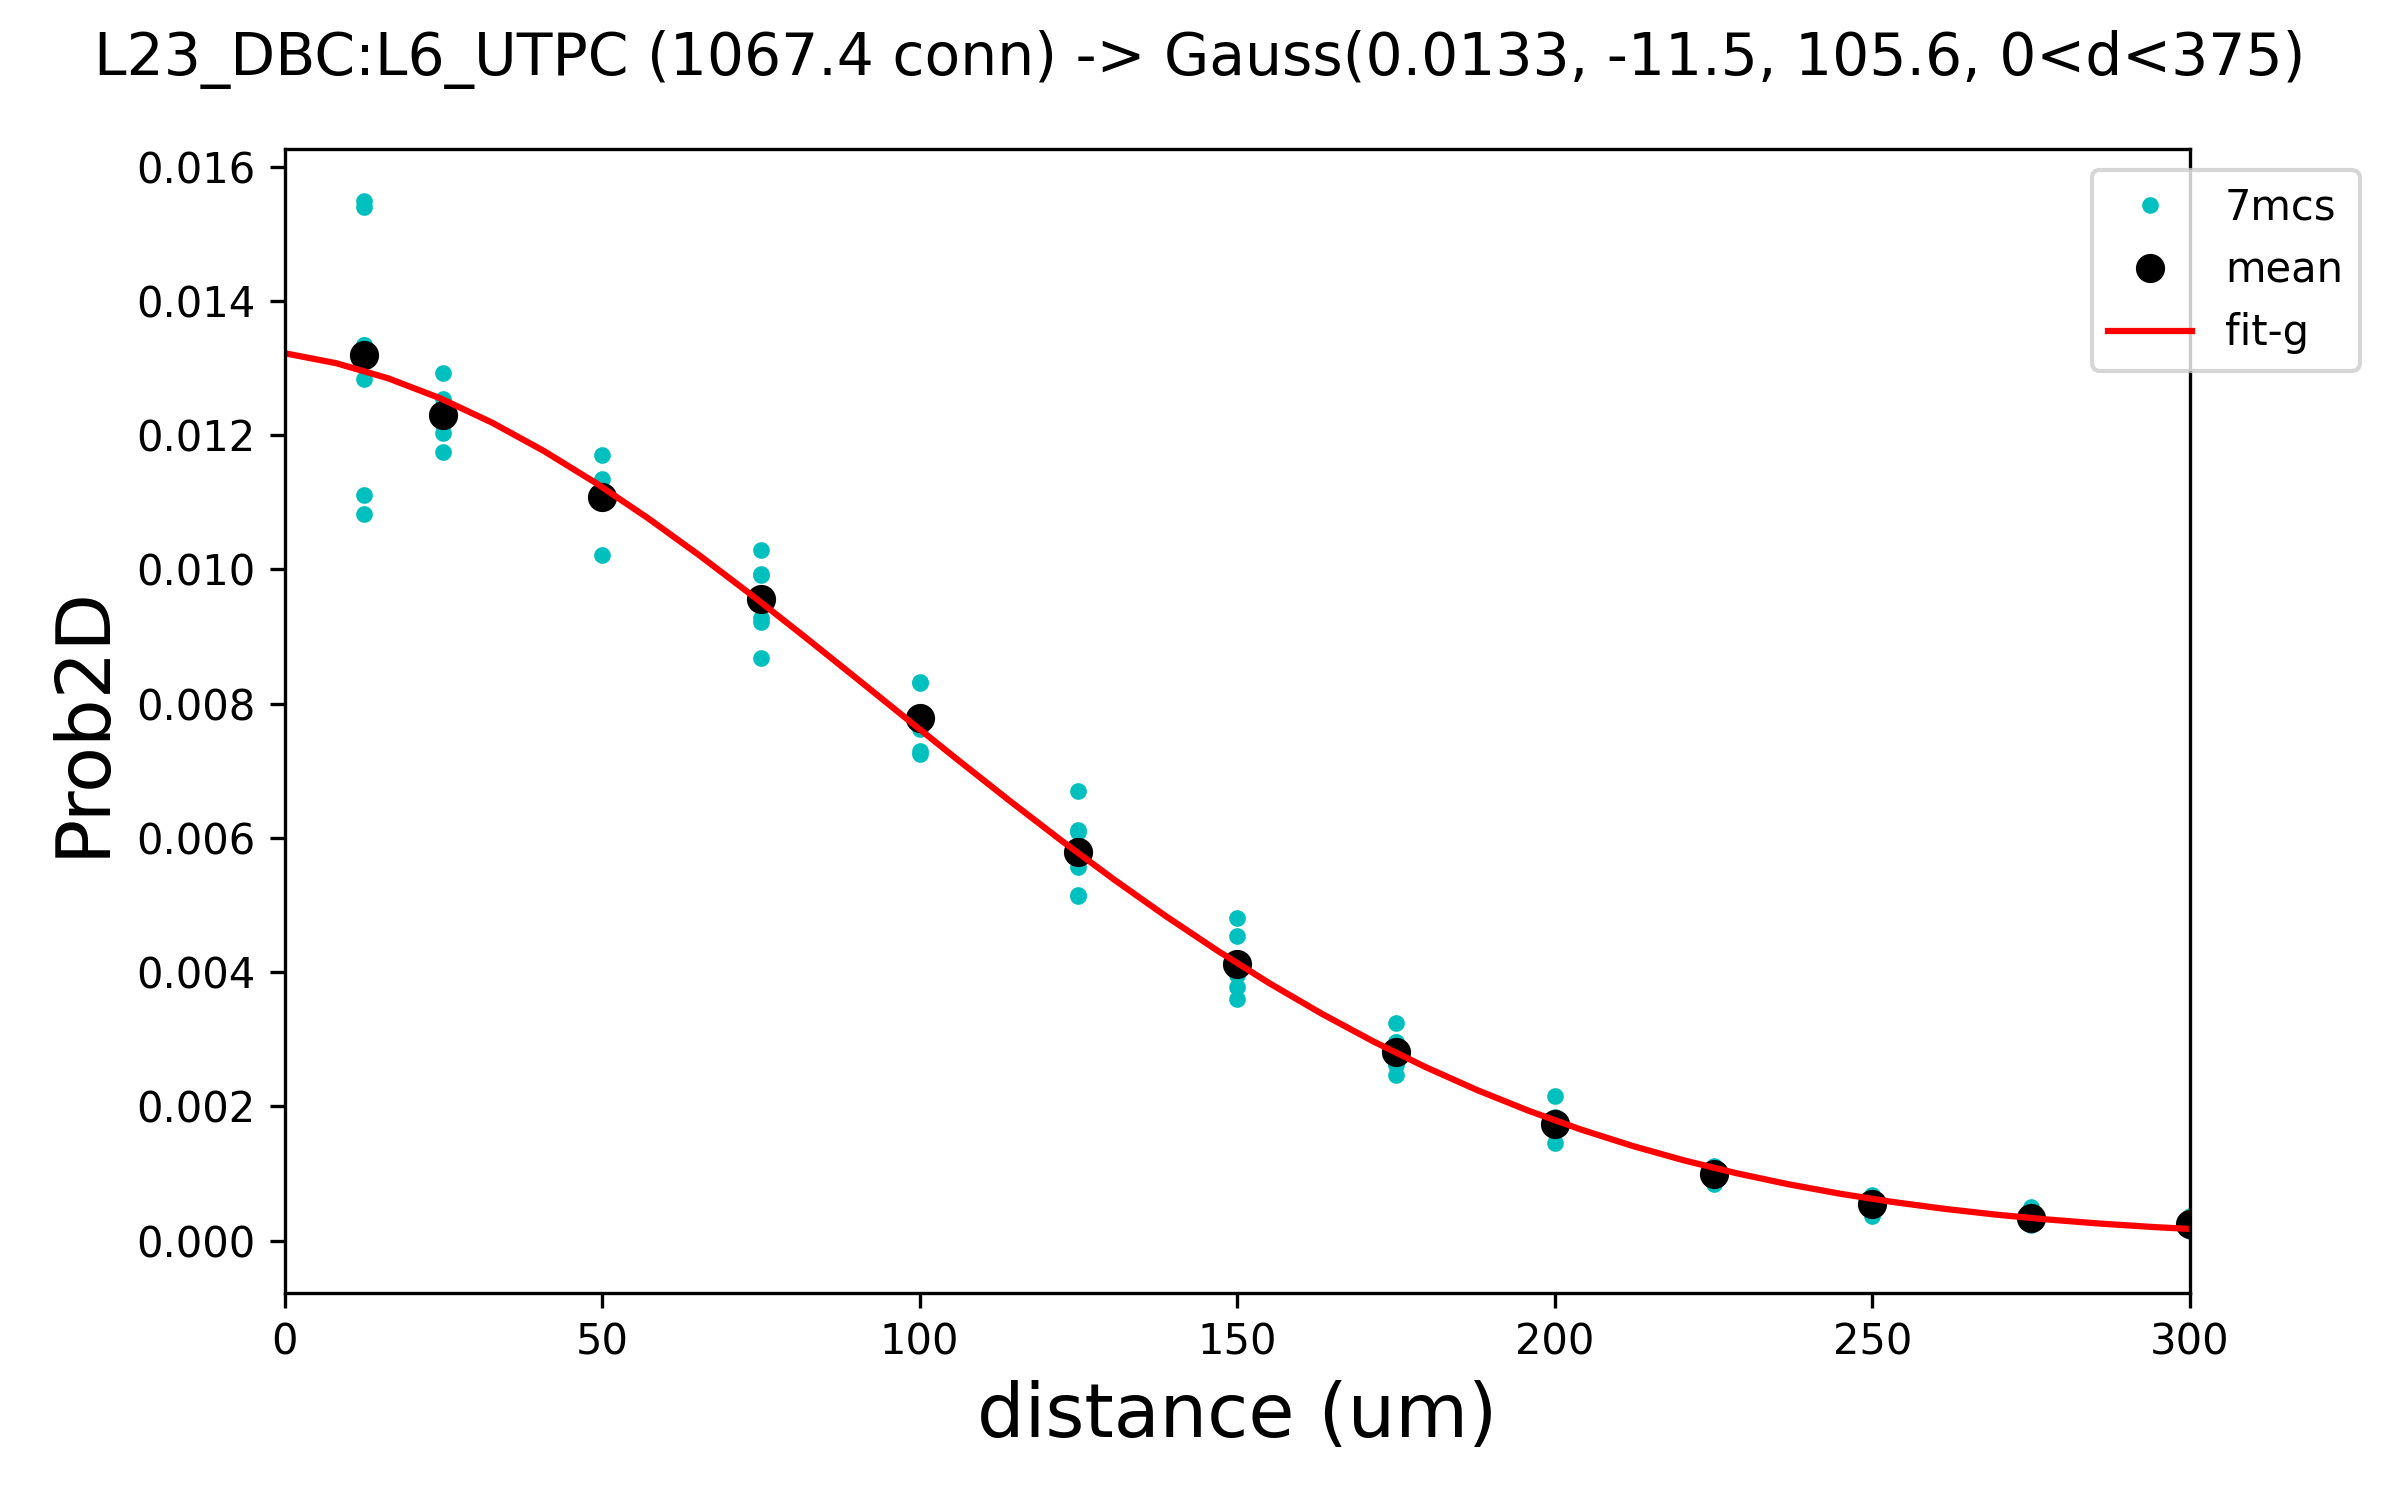 L23_DBC:L6_UTPC (1067.4 conn) -> Gauss(0.0133, -11.5, 105.6, 0<d<375)
7mcs
mean
fit-g
Prob2D
0.016
0.014
0.012
0.010
0.008
0.006
0.004
0.002
0.000
0 50 100 150 200 250 300
distance (um)